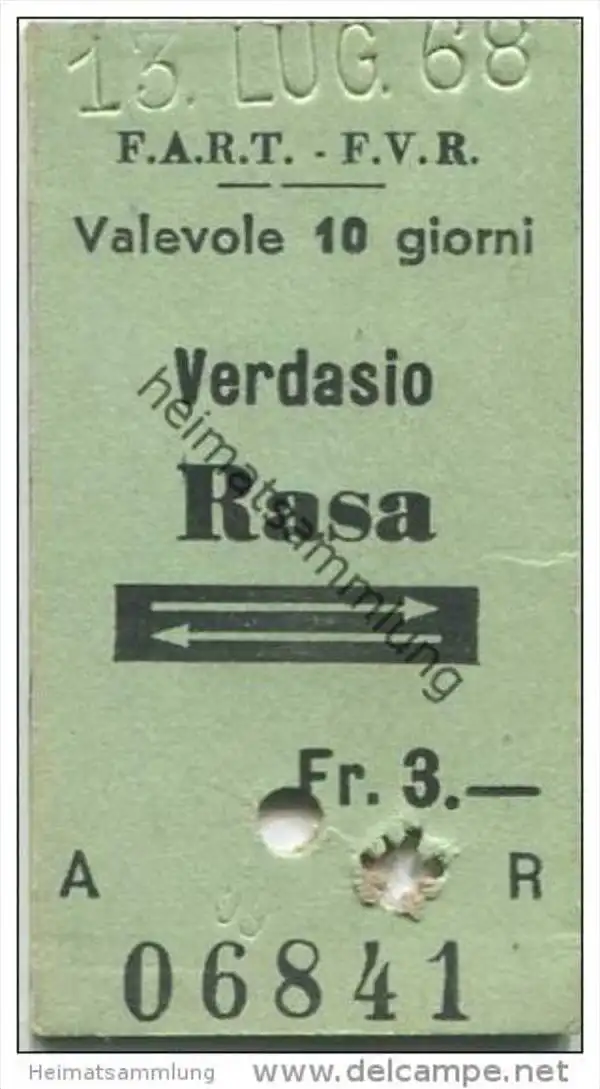 13. LUG. 68
F.A.R.T. - F.V.R.
Valevole 10 giorni
Verdasio
Rasa
heimatsammlung
Fr. 3.—
A R
06841
Heimatsammlung www.delcampe.net